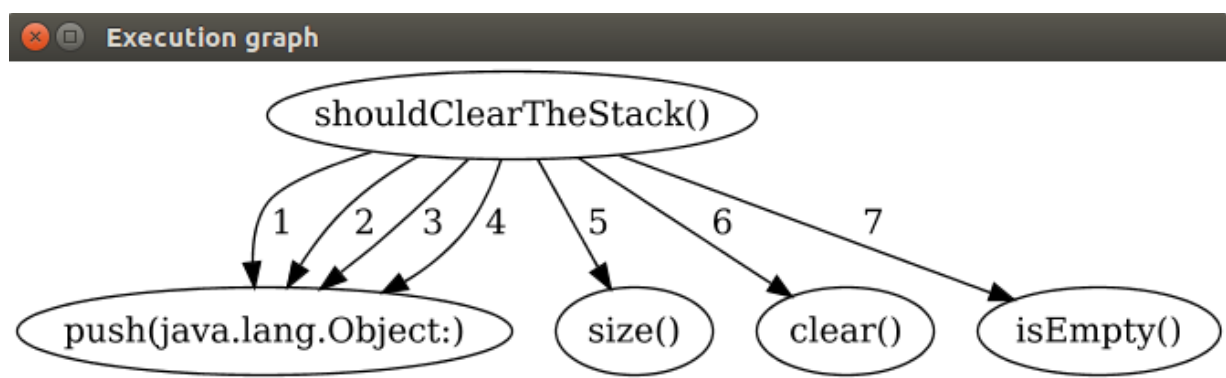 Execution graph
shouldClearTheStack()
1 2 3 4 5 6 7
push(java.lang.Object:) size() clear() isEmpty()